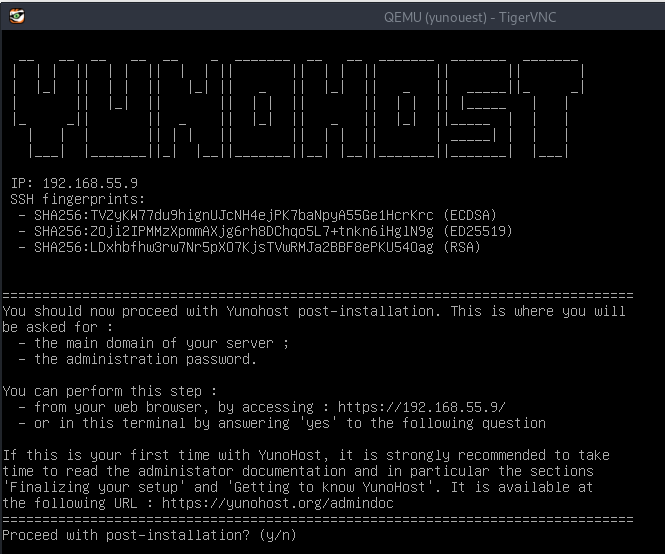 QEMU (yunouest) - TigerVNC
YUNOHOST
IP: 192.168.55.9
SSH fingerprints:
- SHA256:TVZyKW77du9hignUJcNH4ejPK7baNpyA55Ge1HcrKrc (ECDSA)
- SHA256:ZOji2IPMMzXpmmAXjg6rh8DChqo5L7+tnkn6iHglN9g (ED25519)
- SHA256:LDxhbfhw3rw7Nr5pXO7KjsTVwRMJa2BBF8ePKU54Oag (RSA)
===============================================================================
You should now proceed with Yunohost post-installation. This is where you will
be asked for :
- the main domain of your server ;
- the administration password.
You can perform this step :
- from your web browser, by accessing : https://192.168.55.9/
- or in this terminal by answering 'yes' to the following question
If this is your first time with YunoHost, it is strongly recommended to take
time to read the administator documentation and in particular the sections
'Finalizing your setup' and 'Getting to know YunoHost'. It is available at
the following URL : https://yunohost.org/admindoc
===============================================================================
Proceed with post-installation? (y/n)